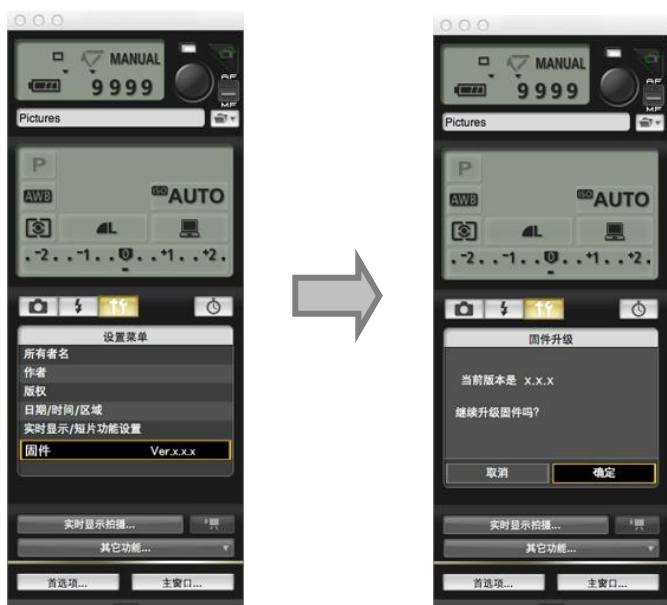 MANUAL
AF
9999
MF
Pictures
P
AWB
ISO AUTO
L
.-2..-1..0..+1..+2.
设置菜单
所有者名
作者
版权
日期/时间/区域
实时显示/短片功能设置
固件 Ver.x.x.x
实时显示拍摄...
其它功能...
首选项... 主窗口...
MANUAL
AF
9999
MF
Pictures
P
AWB
ISO AUTO
L
.-2..-1..0..+1..+2.
固件升级
当前版本是 x.x.x
继续升级固件吗?
取消 确定
实时显示拍摄...
其它功能...
首选项... 主窗口...